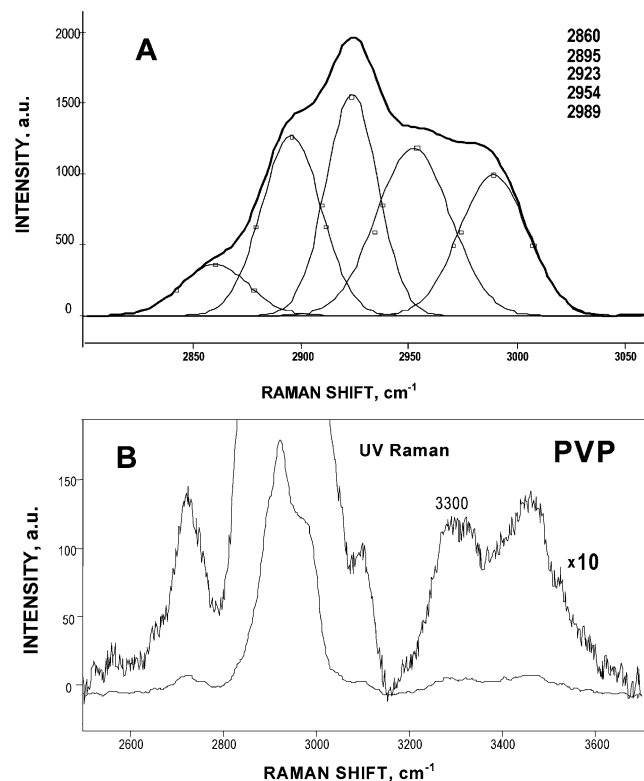 A
2860
2895
2923
2954
2989
2000
1500
1000
500
0
INTENSITY, a.u.
2850 2900 2950 3000 3050
RAMAN SHIFT, cm-1
B
UV Raman
PVP
3300
x10
150
100
50
0
INTENSITY, a.u.
2600 2800 3000 3200 3400 3600
RAMAN SHIFT, cm-1